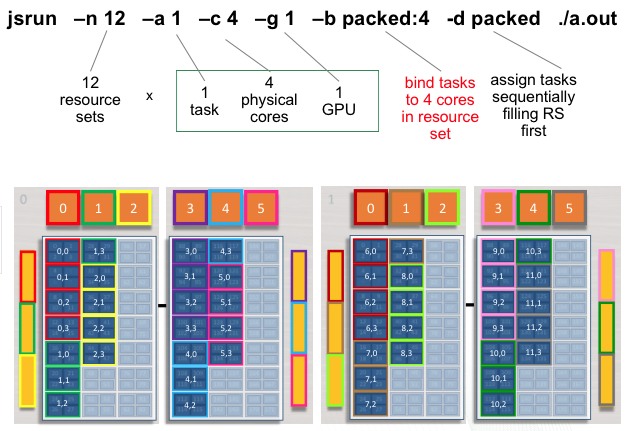 jsrun –n 12 –a 1 –c 4 –g 1 –b packed:4 -d packed ./a.out
12
resource
sets
x
1
task
4
physical
cores
1
GPU
bind tasks
to 4 cores
in resource
set
assign tasks
sequentially
filling RS
first
0
0 1 2
3 4 5
1
0 1 2
3 4 5
0,0 1,3
0,1 2,0
0,2 2,1
0,3 2,2
1,0 2,3
1,1
1,2
-
3,0 4,3
3,1 5,0
3,2 5,1
3,3 5,2
4,0 5,3
4,1
4,2
6,0 7,3
6,1 8,0
6,2 8,1
6,3 8,2
7,0 8,3
7,1
7,2
-
9,0 10,3
9,1 11,0
9,2 11,1
9,3 11,2
10,0 11,3
10,1
10,2